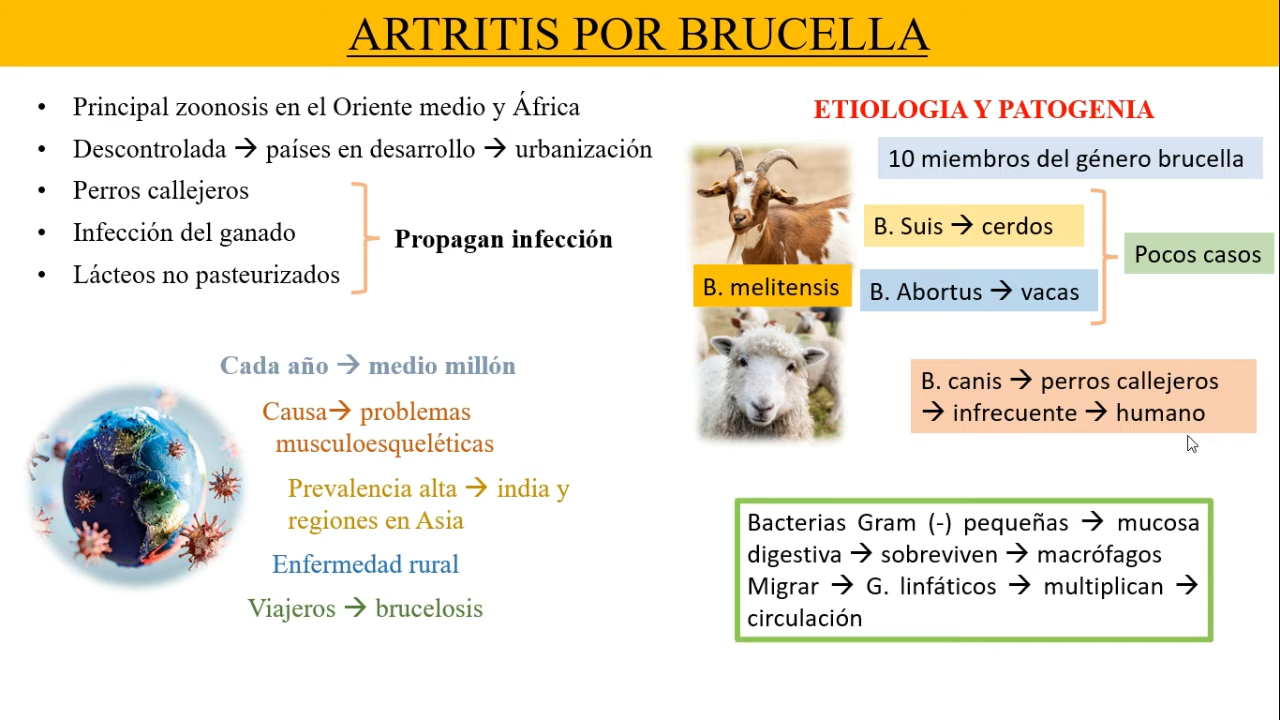 ARTRITIS POR BRUCELLA
• Principal zoonosis en el Oriente medio y África
• Descontrolada → países en desarrollo → urbanización
• Perros callejeros
• Infección del ganado
• Lácteos no pasteurizados
Propagan infección
Cada año → medio millón
Causa→ problemas
musculoesqueléticas
Prevalencia alta → india y
regiones en Asia
Enfermedad rural
Viajeros → brucelosis
ETIOLOGIA Y PATOGENIA
10 miembros del género brucella
B. melitensis
B. Suis → cerdos
B. Abortus → vacas
Pocos casos
B. canis → perros callejeros
→ infrecuente → humano
Bacterias Gram (-) pequeñas → mucosa
digestiva → sobreviven → macrófagos
Migrar → G. linfáticos → multiplican →
circulación